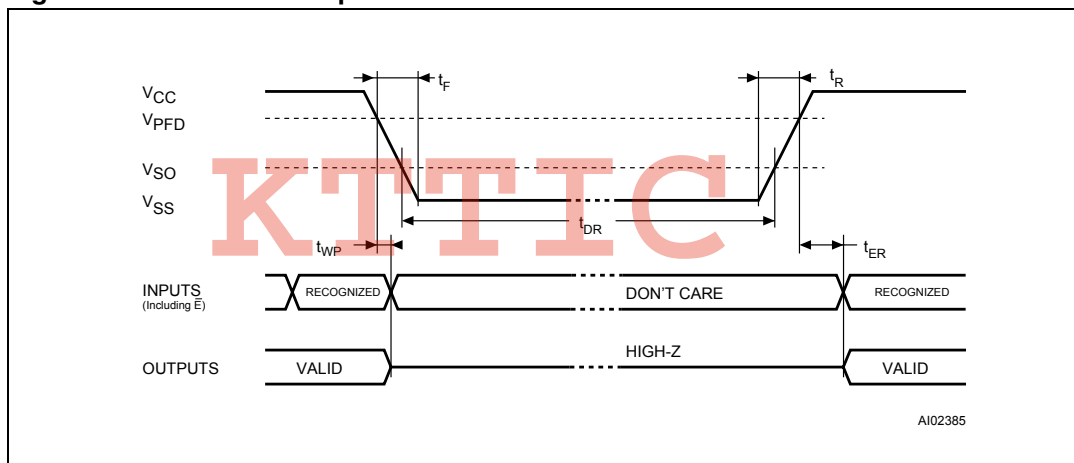 tF
tR
VCC
VPFD
VSO
VSS
KTTIC
tDR
tWP
tER
INPUTS
(Including E̅)
RECOGNIZED
DON'T CARE
RECOGNIZED
HIGH-Z
OUTPUTS
VALID
VALID
AI02385